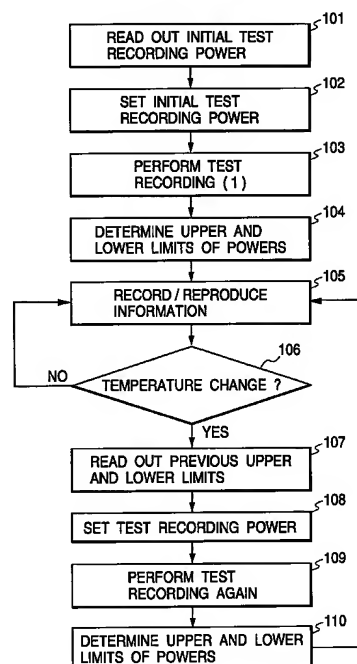 101
READ OUT INITIAL TEST
RECORDING POWER
102
SET INITIAL TEST
RECORDING POWER
103
PERFORM TEST
RECORDING (1)
104
DETERMINE UPPER AND
LOWER LIMITS OF POWERS
105
RECORD / REPRODUCE
INFORMATION
106
NO
TEMPERATURE CHANGE ?
YES
107
READ OUT PREVIOUS UPPER
AND LOWER LIMITS
108
SET TEST RECORDING POWER
109
PERFORM TEST
RECORDING AGAIN
110
DETERMINE UPPER AND LOWER
LIMITS OF POWERS